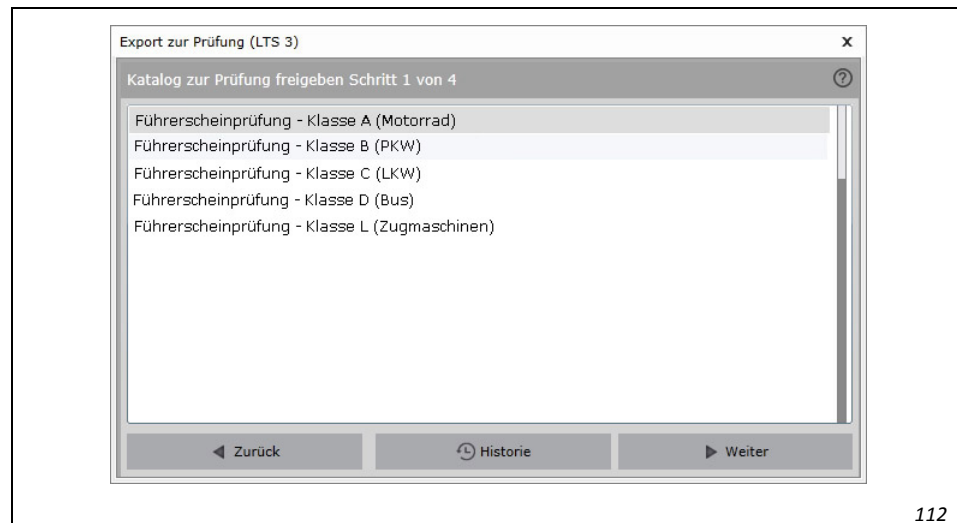 Export zur Prüfung (LTS 3) x
Katalog zur Prüfung freigeben Schritt 1 von 4 ?
Führerscheinprüfung - Klasse A (Motorrad)
Führerscheinprüfung - Klasse B (PKW)
Führerscheinprüfung - Klasse C (LKW)
Führerscheinprüfung - Klasse D (Bus)
Führerscheinprüfung - Klasse L (Zugmaschinen)
Zurück Historie Weiter
112